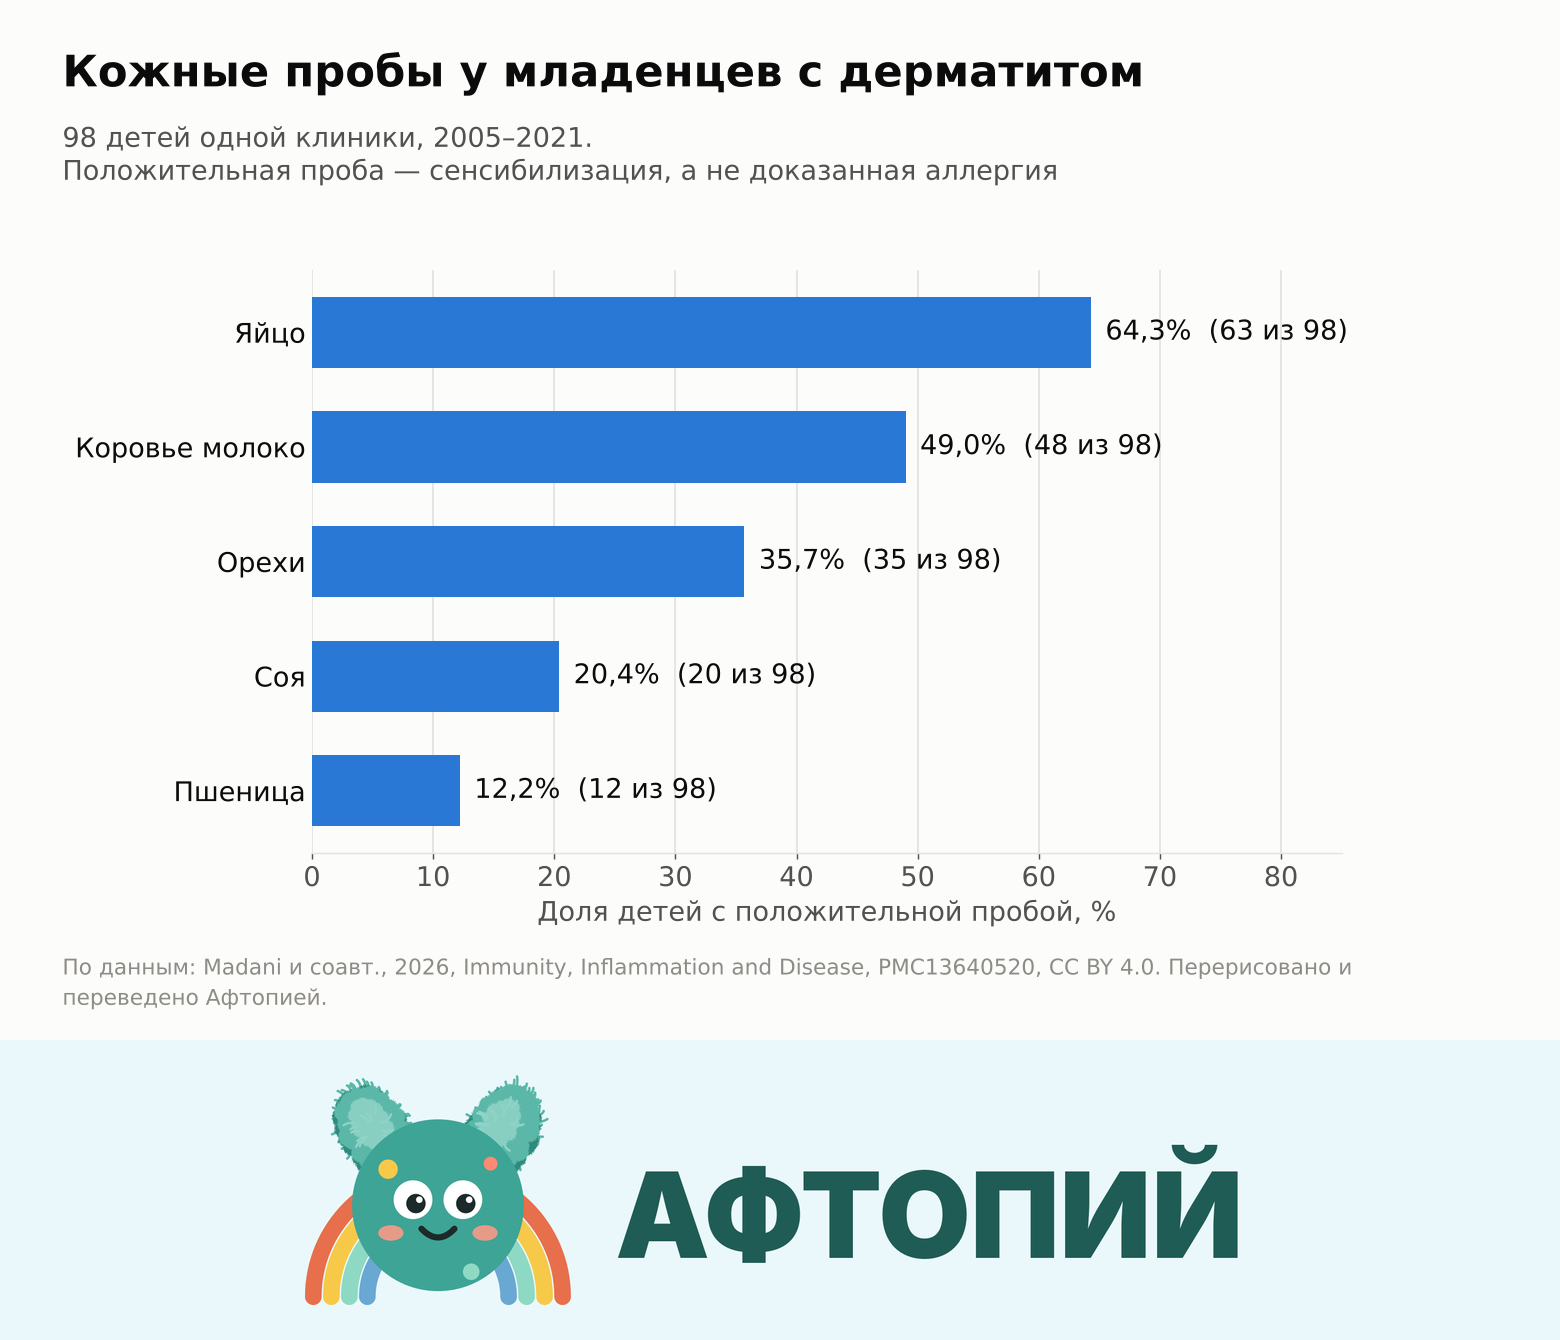 Кожные пробы у младенцев с дерматитом
98 детей одной клиники, 2005–2021.
Положительная проба — сенсибилизация, а не доказанная аллергия
Яйцо
64,3% (63 из 98)
Коровье молоко
49,0% (48 из 98)
Орехи
35,7% (35 из 98)
Соя
20,4% (20 из 98)
Пшеница
12,2% (12 из 98)
0 10 20 30 40 50 60 70 80
Доля детей с положительной пробой, %
По данным: Madani и соавт., 2026, Immunity, Inflammation and Disease, PMC13640520, CC BY 4.0. Перерисовано и
переведено Афтопией.
АФТОПИЙ